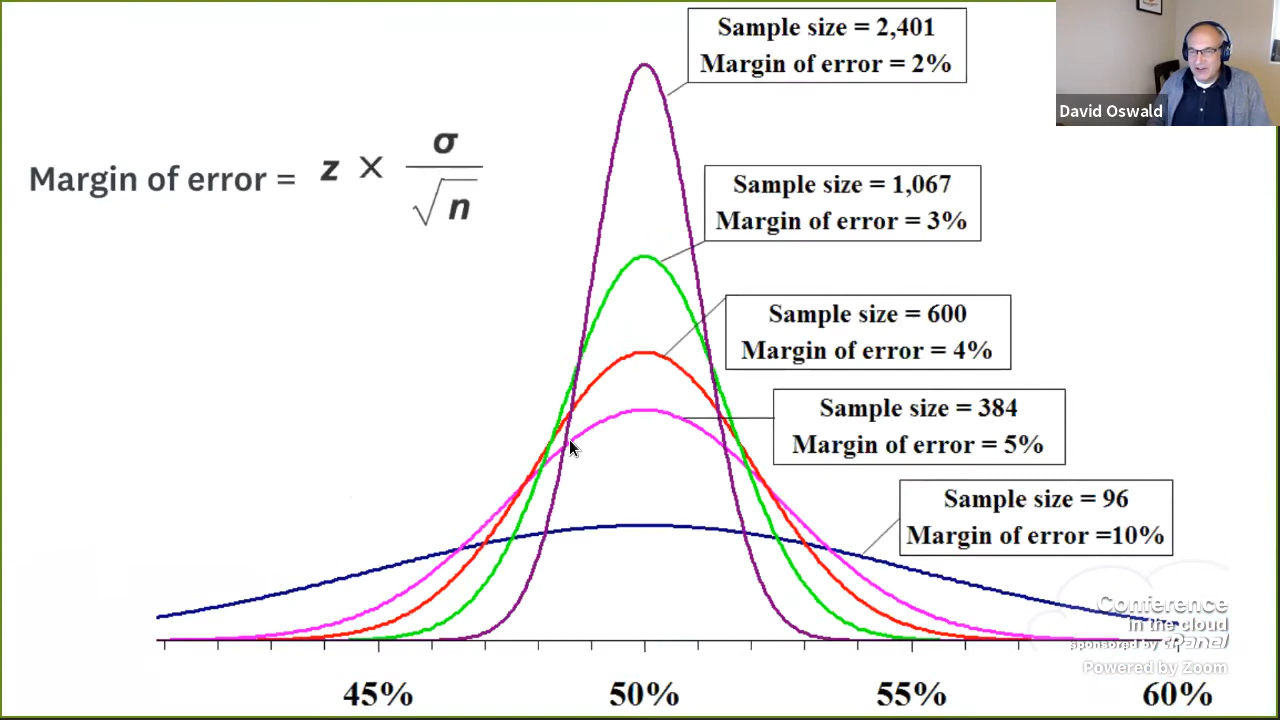 Sample size = 2,401
Margin of error = 2%
David Oswald
Margin of error = z × σ / √n
Sample size = 1,067
Margin of error = 3%
Sample size = 600
Margin of error = 4%
Sample size = 384
Margin of error = 5%
Sample size = 96
Margin of error =10%
Conference
in the cloud
sponsored by cPanel
Powered by Zoom
45%
50%
55%
60%